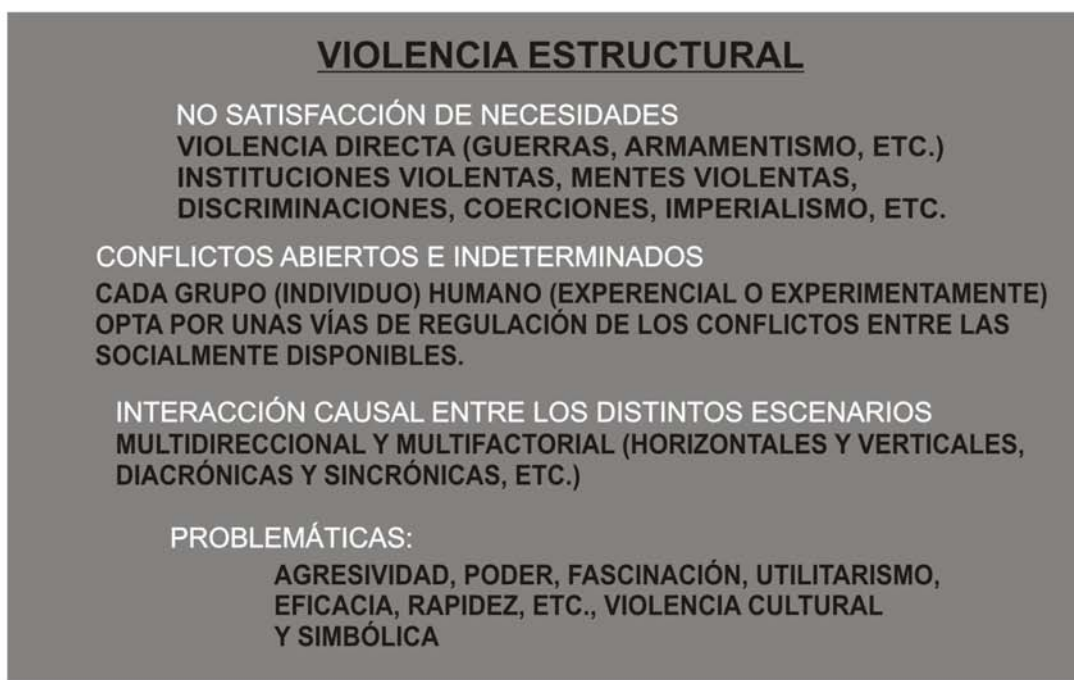 VIOLENCIA ESTRUCTURAL
NO SATISFACCIÓN DE NECESIDADES
VIOLENCIA DIRECTA (GUERRAS, ARMAMENTISMO, ETC.)
INSTITUCIONES VIOLENTAS, MENTES VIOLENTAS,
DISCRIMINACIONES, COERCIONES, IMPERIALISMO, ETC.
CONFLICTOS ABIERTOS E INDETERMINADOS
CADA GRUPO (INDIVIDUO) HUMANO (EXPERENCIAL O EXPERIMENTAMENTE)
OPTA POR UNAS VÍAS DE REGULACIÓN DE LOS CONFLICTOS ENTRE LAS
SOCIALMENTE DISPONIBLES.
INTERACCIÓN CAUSAL ENTRE LOS DISTINTOS ESCENARIOS
MULTIDIRECCIONAL Y MULTIFACTORIAL (HORIZONTALES Y VERTICALES,
DIACRÓNICAS Y SINCRÓNICAS, ETC.)
PROBLEMÁTICAS:
AGRESIVIDAD, PODER, FASCINACIÓN, UTILITARISMO,
EFICACIA, RAPIDEZ, ETC., VIOLENCIA CULTURAL
Y SIMBÓLICA